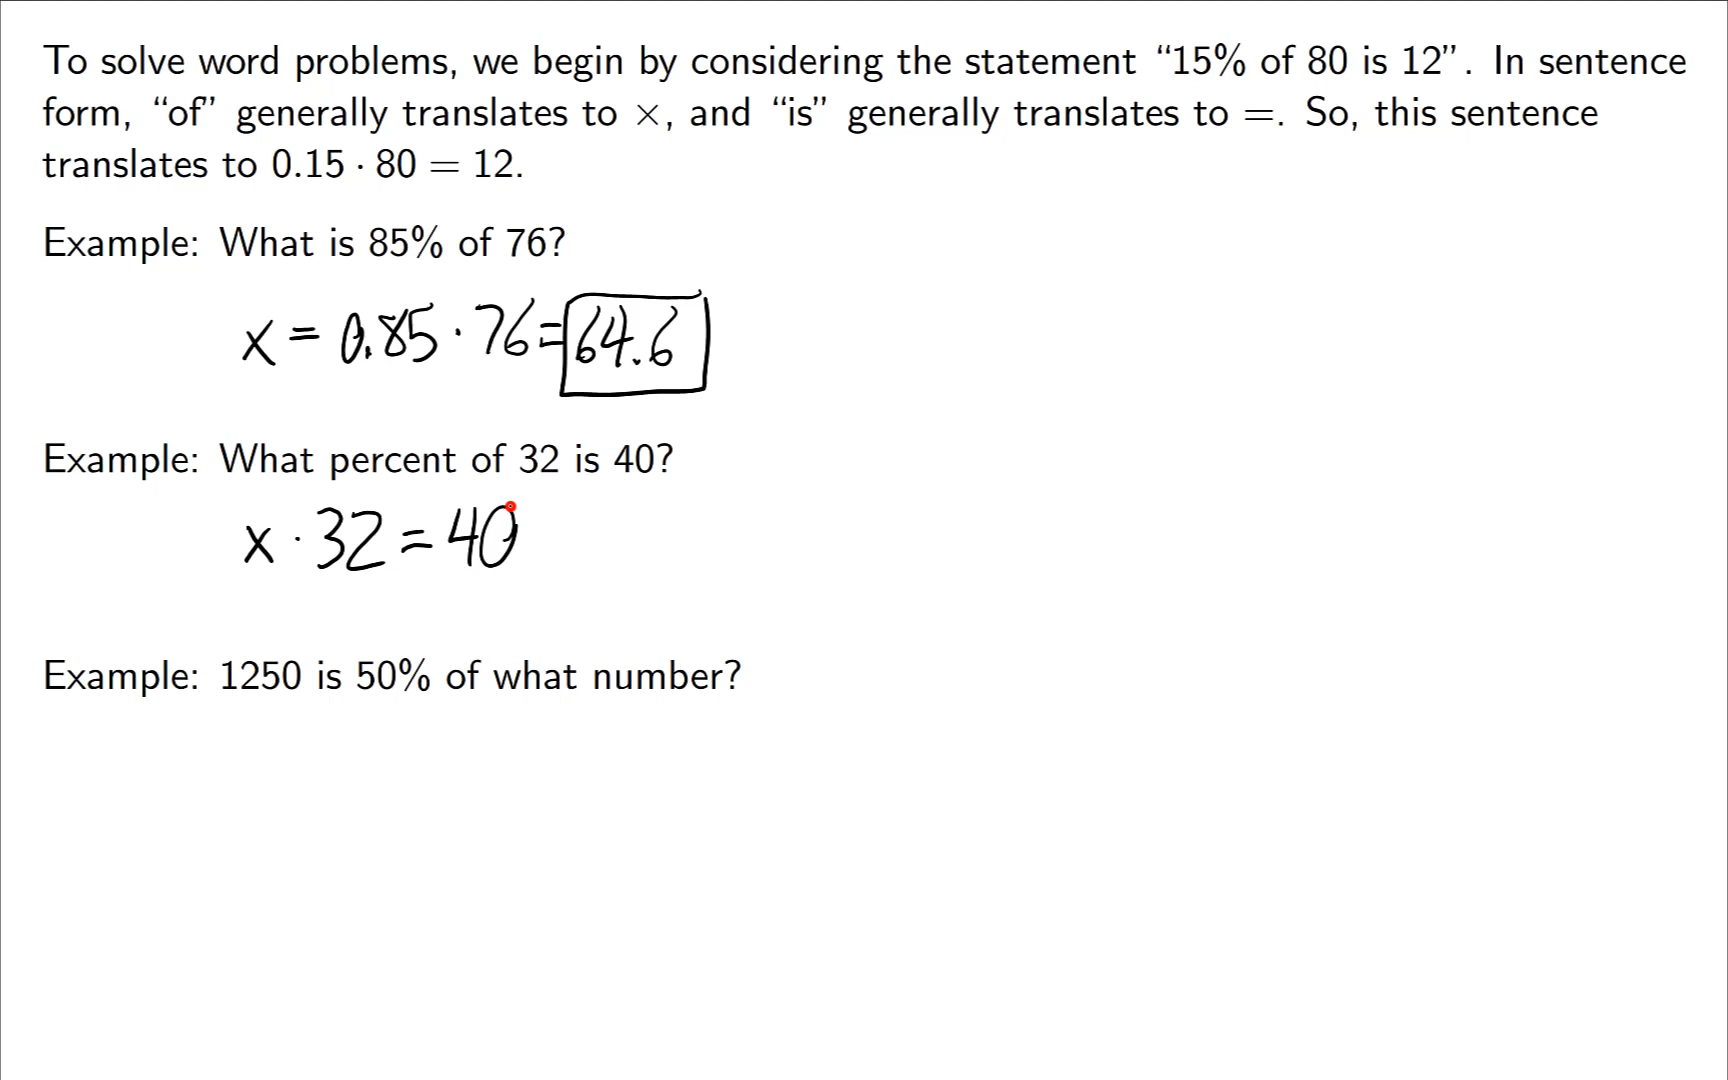 To solve word problems, we begin by considering the statement “15% of 80 is 12”. In sentence
form, “of” generally translates to ×, and “is” generally translates to =. So, this sentence
translates to 0.15 · 80 = 12.
Example: What is 85% of 76?
x = 0.85 · 76 = 64.6
Example: What percent of 32 is 40?
x · 32 = 40
Example: 1250 is 50% of what number?